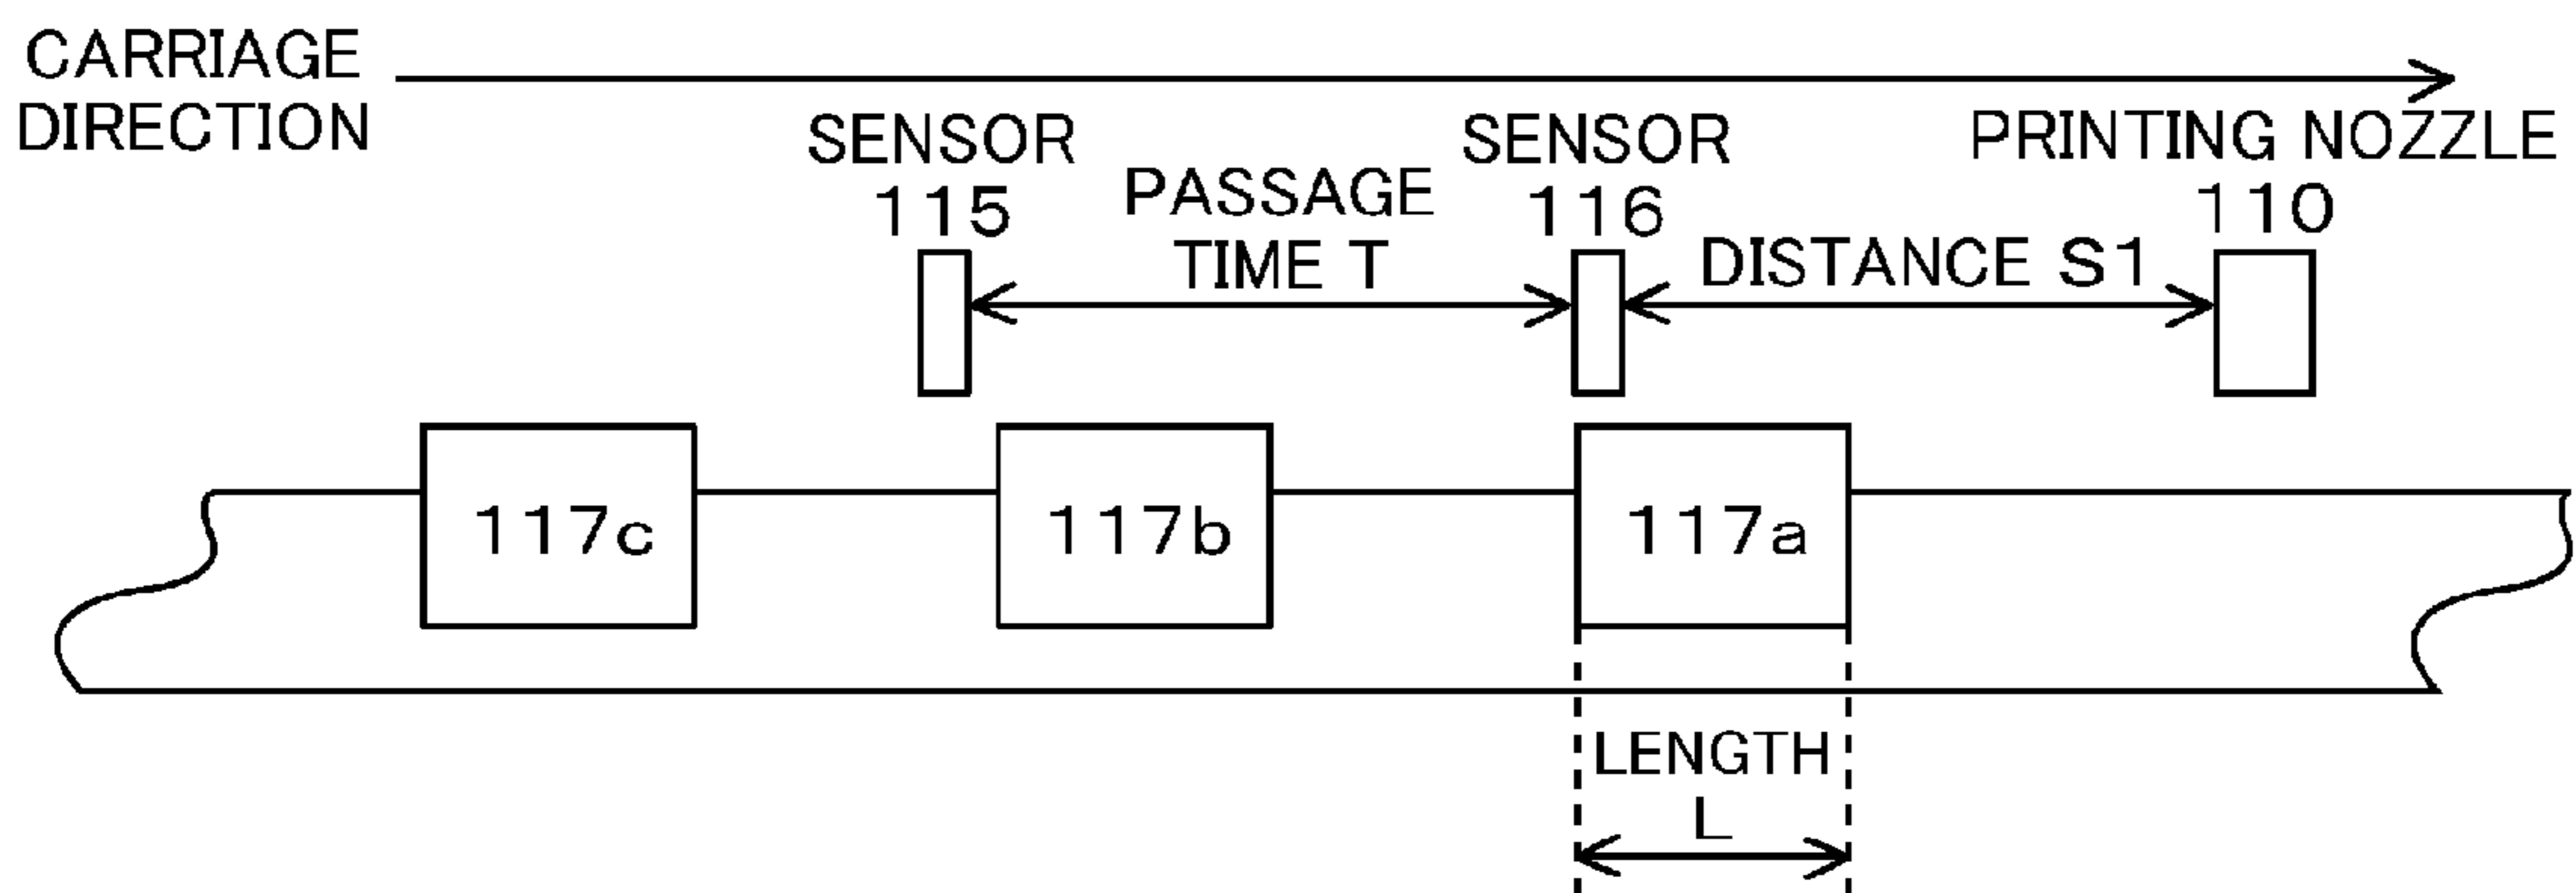 CARRIAGE
DIRECTION
SENSOR
115
PASSAGE
TIME T
SENSOR
116
DISTANCE S1
PRINTING NOZZLE
110
117c
117b
117a
LENGTH
L